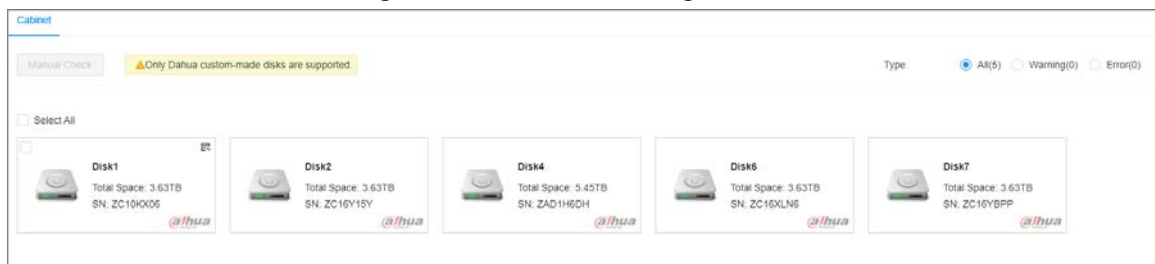 Cabinet
Manual Check
Only Dahua custom-made disks are supported.
Type
All(5)
Warning(0)
Error(0)
Select All
Disk1
Total Space: 3.63TB
SN: ZC10KX06
alhua
Disk2
Total Space: 3.63TB
SN: ZC16Y15Y
alhua
Disk4
Total Space: 5.45TB
SN: ZAD1H6DH
alhua
Disk6
Total Space: 3.63TB
SN: ZC16XLN6
alhua
Disk7
Total Space: 3.63TB
SN: ZC16YBPP
alhua